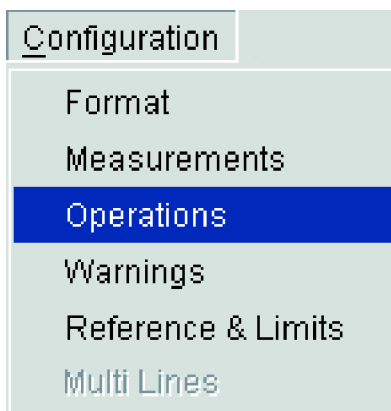 Configuration
Format
Measurements
Operations
Warnings
Reference & Limits
Multi Lines